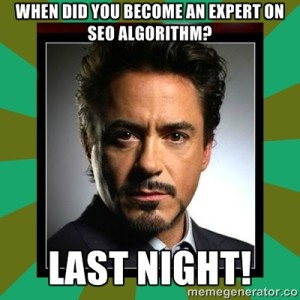 WHEN DID YOU BECOME AN EXPERT ON
SEO ALGORITHM?
LAST NIGHT!
memegenerator.co